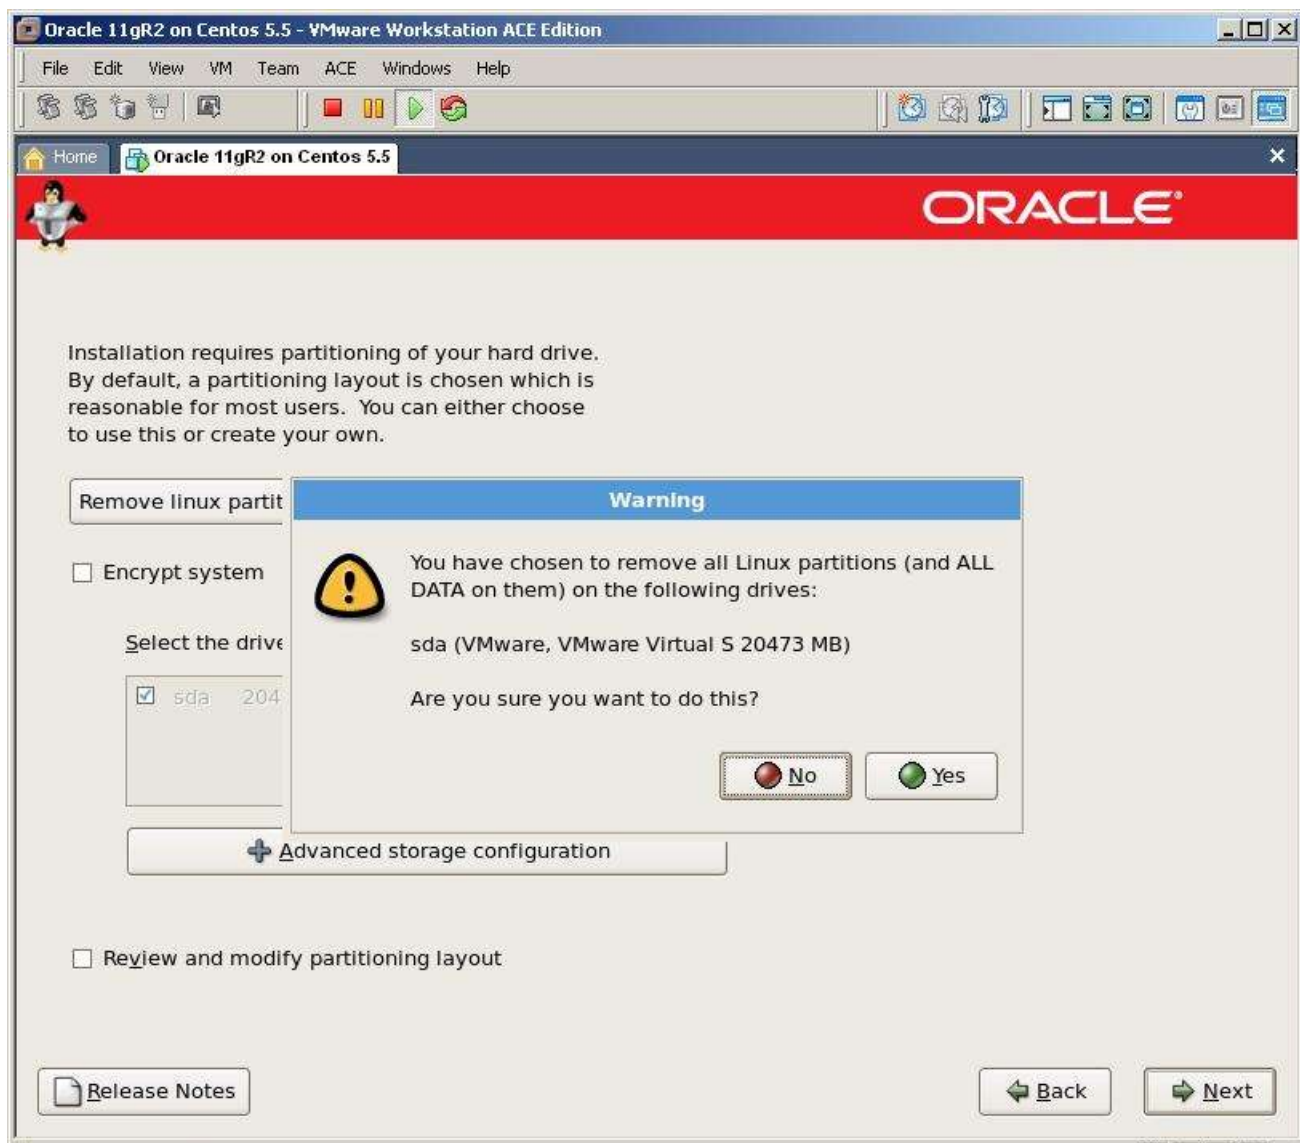 Oracle 11gR2 on Centos 5.5 - VMware Workstation ACE Edition
File Edit View VM Team ACE Windows Help
Home Oracle 11gR2 on Centos 5.5
ORACLE
Installation requires partitioning of your hard drive.
By default, a partitioning layout is chosen which is
reasonable for most users. You can either choose
to use this or create your own.
Remove linux partit
Encrypt system
Select the drive
sda 204
Warning
You have chosen to remove all Linux partitions (and ALL
DATA on them) on the following drives:
sda (VMware, VMware Virtual S 20473 MB)
Are you sure you want to do this?
No Yes
Advanced storage configuration
Review and modify partitioning layout
Release Notes Back Next